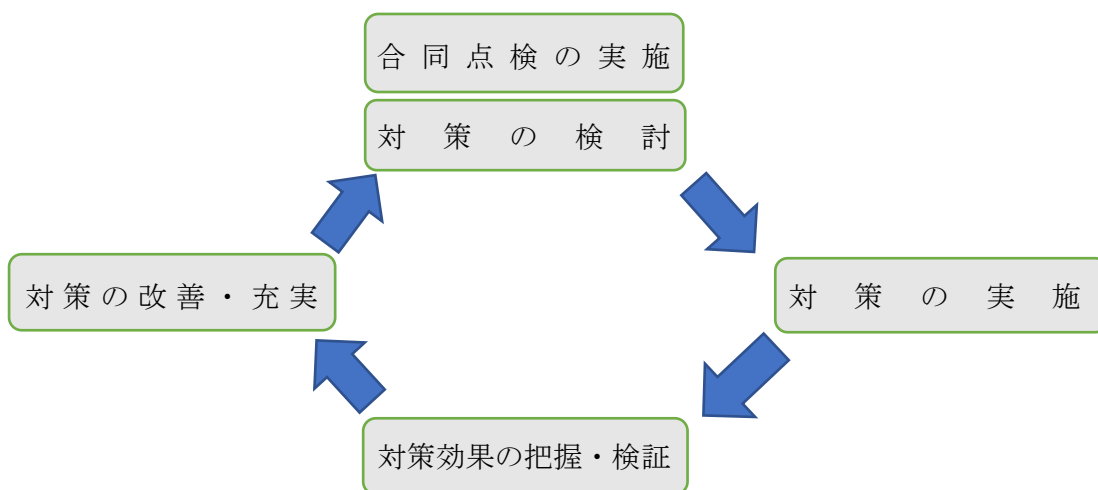 合同点検の実施
対策の検討
対策の改善・充実
対策の実施
対策効果の把握・検証